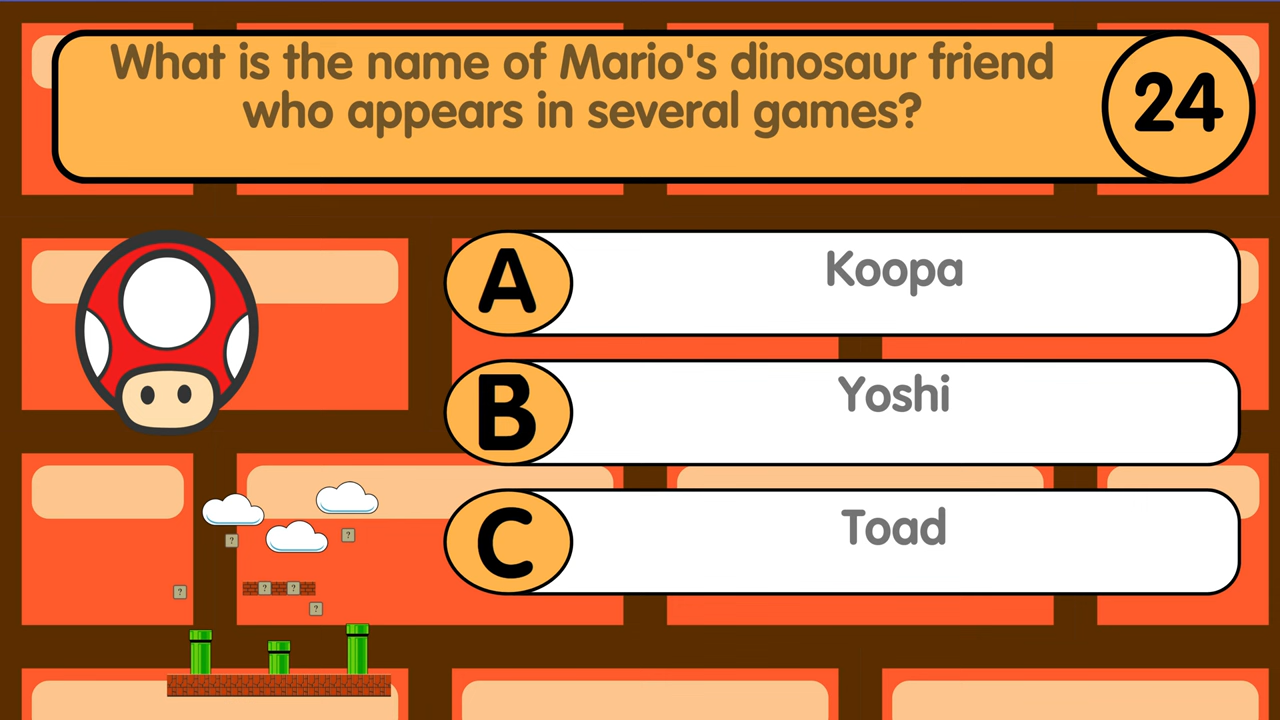 What is the name of Mario's dinosaur friend
who appears in several games?
24
A
Koopa
B
Yoshi
C
Toad
?
?
?
?
?
?